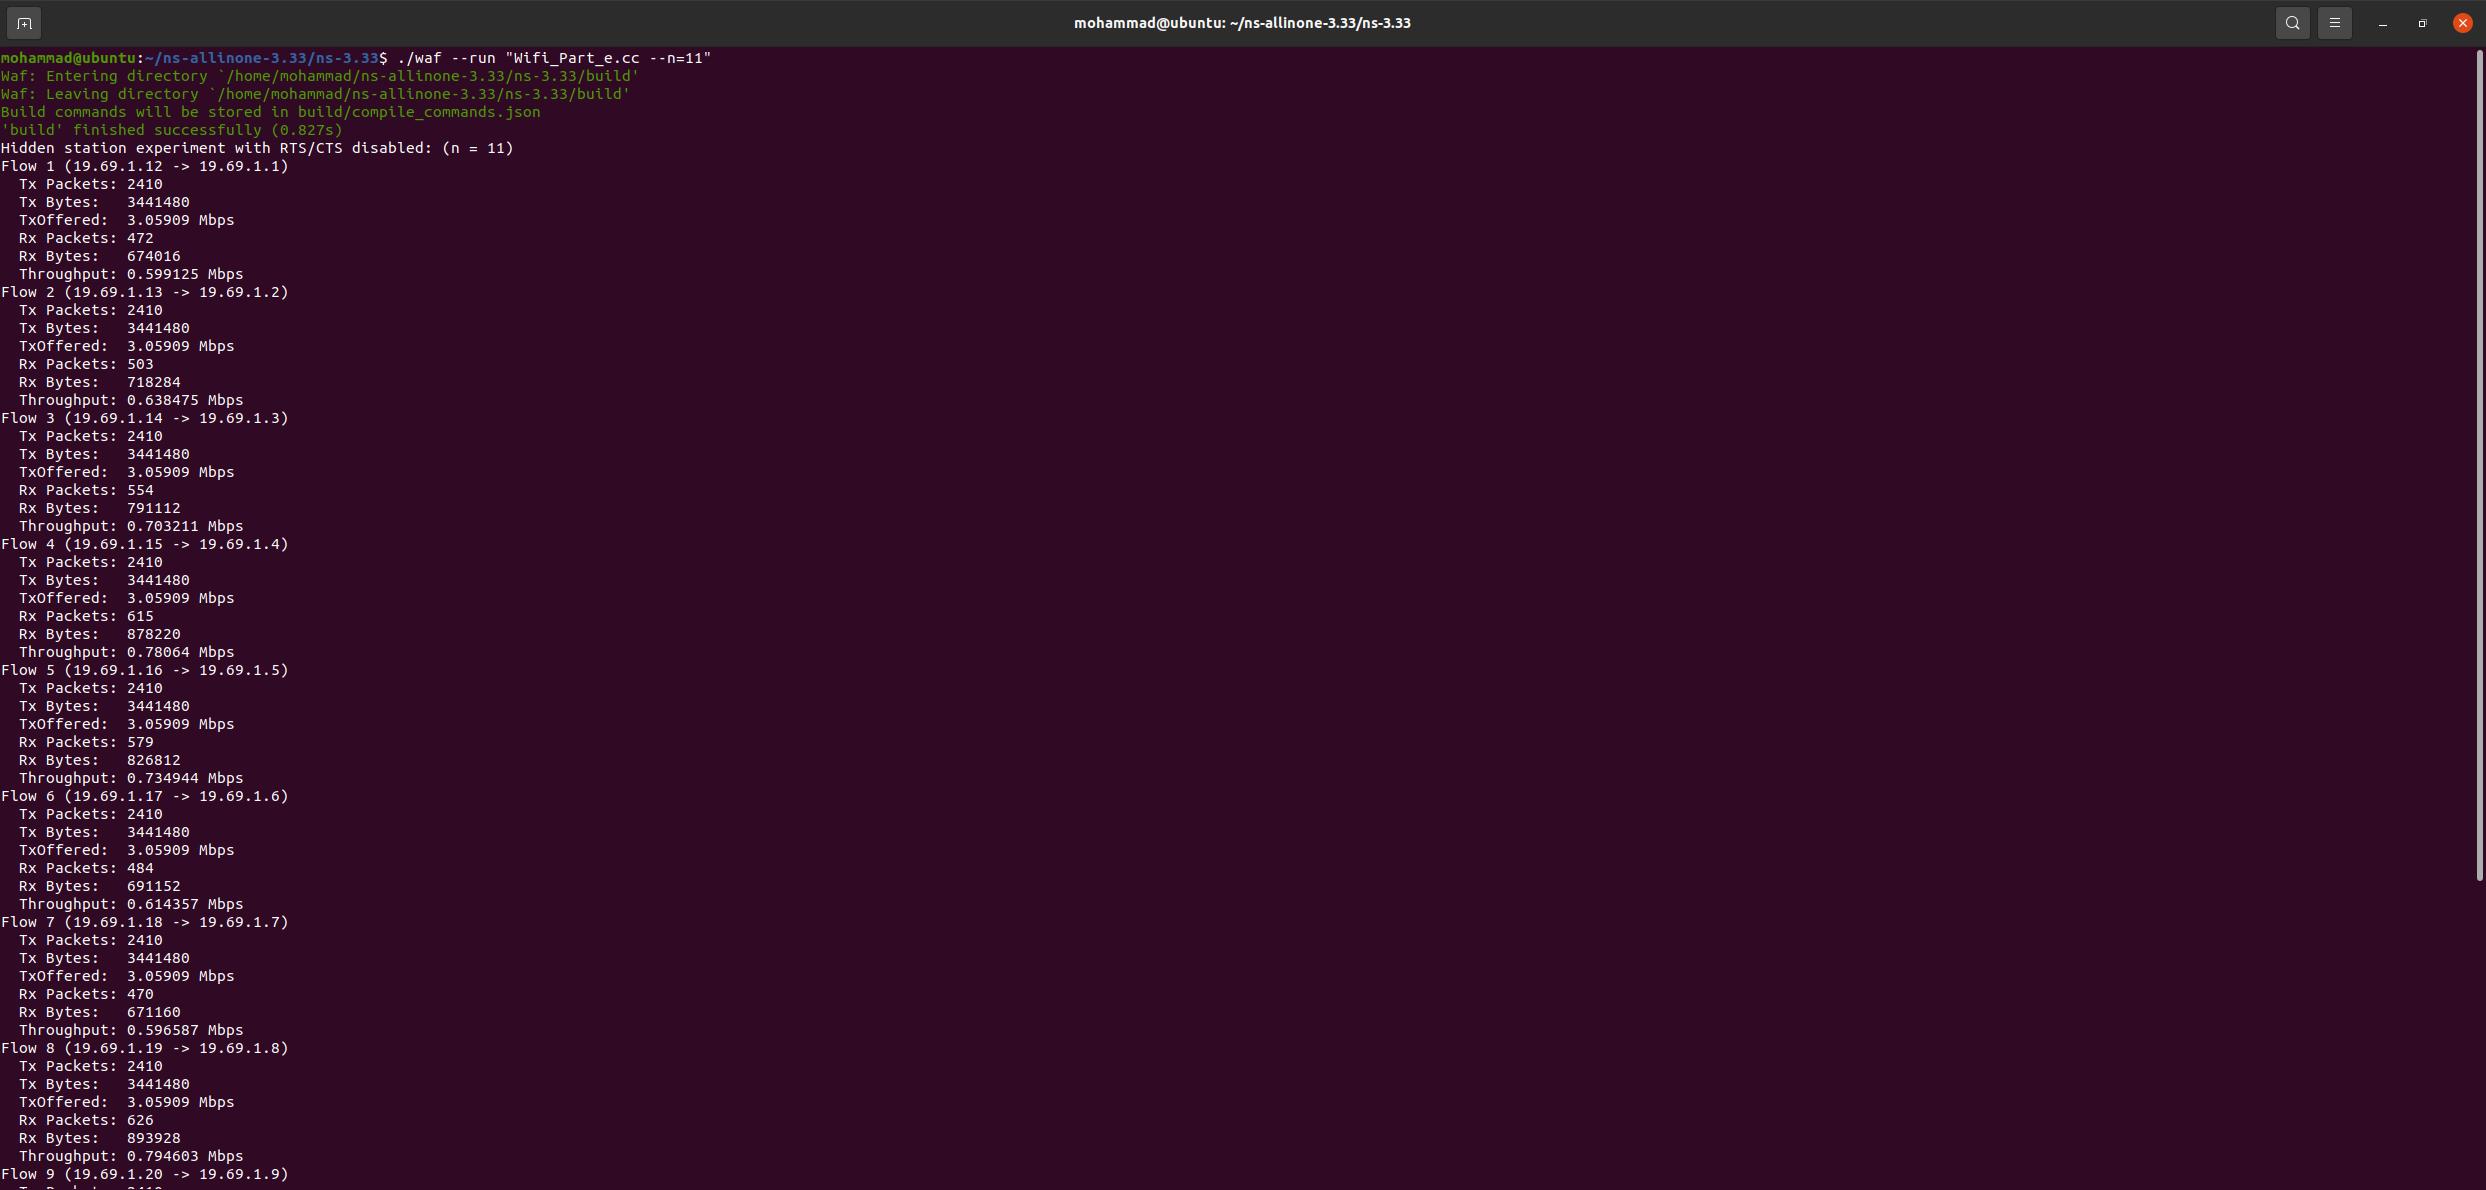 mohammad@ubuntu: ~/ns-allinone-3.33/ns-3.33
mohammad@ubuntu:~/ns-allinone-3.33/ns-3.33$ ./waf --run "Wifi_Part_e.cc --n=11"
Waf: Entering directory `/home/mohammad/ns-allinone-3.33/ns-3.33/build'
Waf: Leaving directory `/home/mohammad/ns-allinone-3.33/ns-3.33/build'
Build commands will be stored in build/compile_commands.json
'build' finished successfully (0.827s)
Hidden station experiment with RTS/CTS disabled: (n = 11)
Flow 1 (19.69.1.12 -> 19.69.1.1)
  Tx Packets: 2410
  Tx Bytes:   3441480
  TxOffered:  3.05909 Mbps
  Rx Packets: 472
  Rx Bytes:   674016
  Throughput: 0.599125 Mbps
Flow 2 (19.69.1.13 -> 19.69.1.2)
  Tx Packets: 2410
  Tx Bytes:   3441480
  TxOffered:  3.05909 Mbps
  Rx Packets: 503
  Rx Bytes:   718284
  Throughput: 0.638475 Mbps
Flow 3 (19.69.1.14 -> 19.69.1.3)
  Tx Packets: 2410
  Tx Bytes:   3441480
  TxOffered:  3.05909 Mbps
  Rx Packets: 554
  Rx Bytes:   791112
  Throughput: 0.703211 Mbps
Flow 4 (19.69.1.15 -> 19.69.1.4)
  Tx Packets: 2410
  Tx Bytes:   3441480
  TxOffered:  3.05909 Mbps
  Rx Packets: 615
  Rx Bytes:   878220
  Throughput: 0.78064 Mbps
Flow 5 (19.69.1.16 -> 19.69.1.5)
  Tx Packets: 2410
  Tx Bytes:   3441480
  TxOffered:  3.05909 Mbps
  Rx Packets: 579
  Rx Bytes:   826812
  Throughput: 0.734944 Mbps
Flow 6 (19.69.1.17 -> 19.69.1.6)
  Tx Packets: 2410
  Tx Bytes:   3441480
  TxOffered:  3.05909 Mbps
  Rx Packets: 484
  Rx Bytes:   691152
  Throughput: 0.614357 Mbps
Flow 7 (19.69.1.18 -> 19.69.1.7)
  Tx Packets: 2410
  Tx Bytes:   3441480
  TxOffered:  3.05909 Mbps
  Rx Packets: 470
  Rx Bytes:   671160
  Throughput: 0.596587 Mbps
Flow 8 (19.69.1.19 -> 19.69.1.8)
  Tx Packets: 2410
  Tx Bytes:   3441480
  TxOffered:  3.05909 Mbps
  Rx Packets: 626
  Rx Bytes:   893928
  Throughput: 0.794603 Mbps
Flow 9 (19.69.1.20 -> 19.69.1.9)